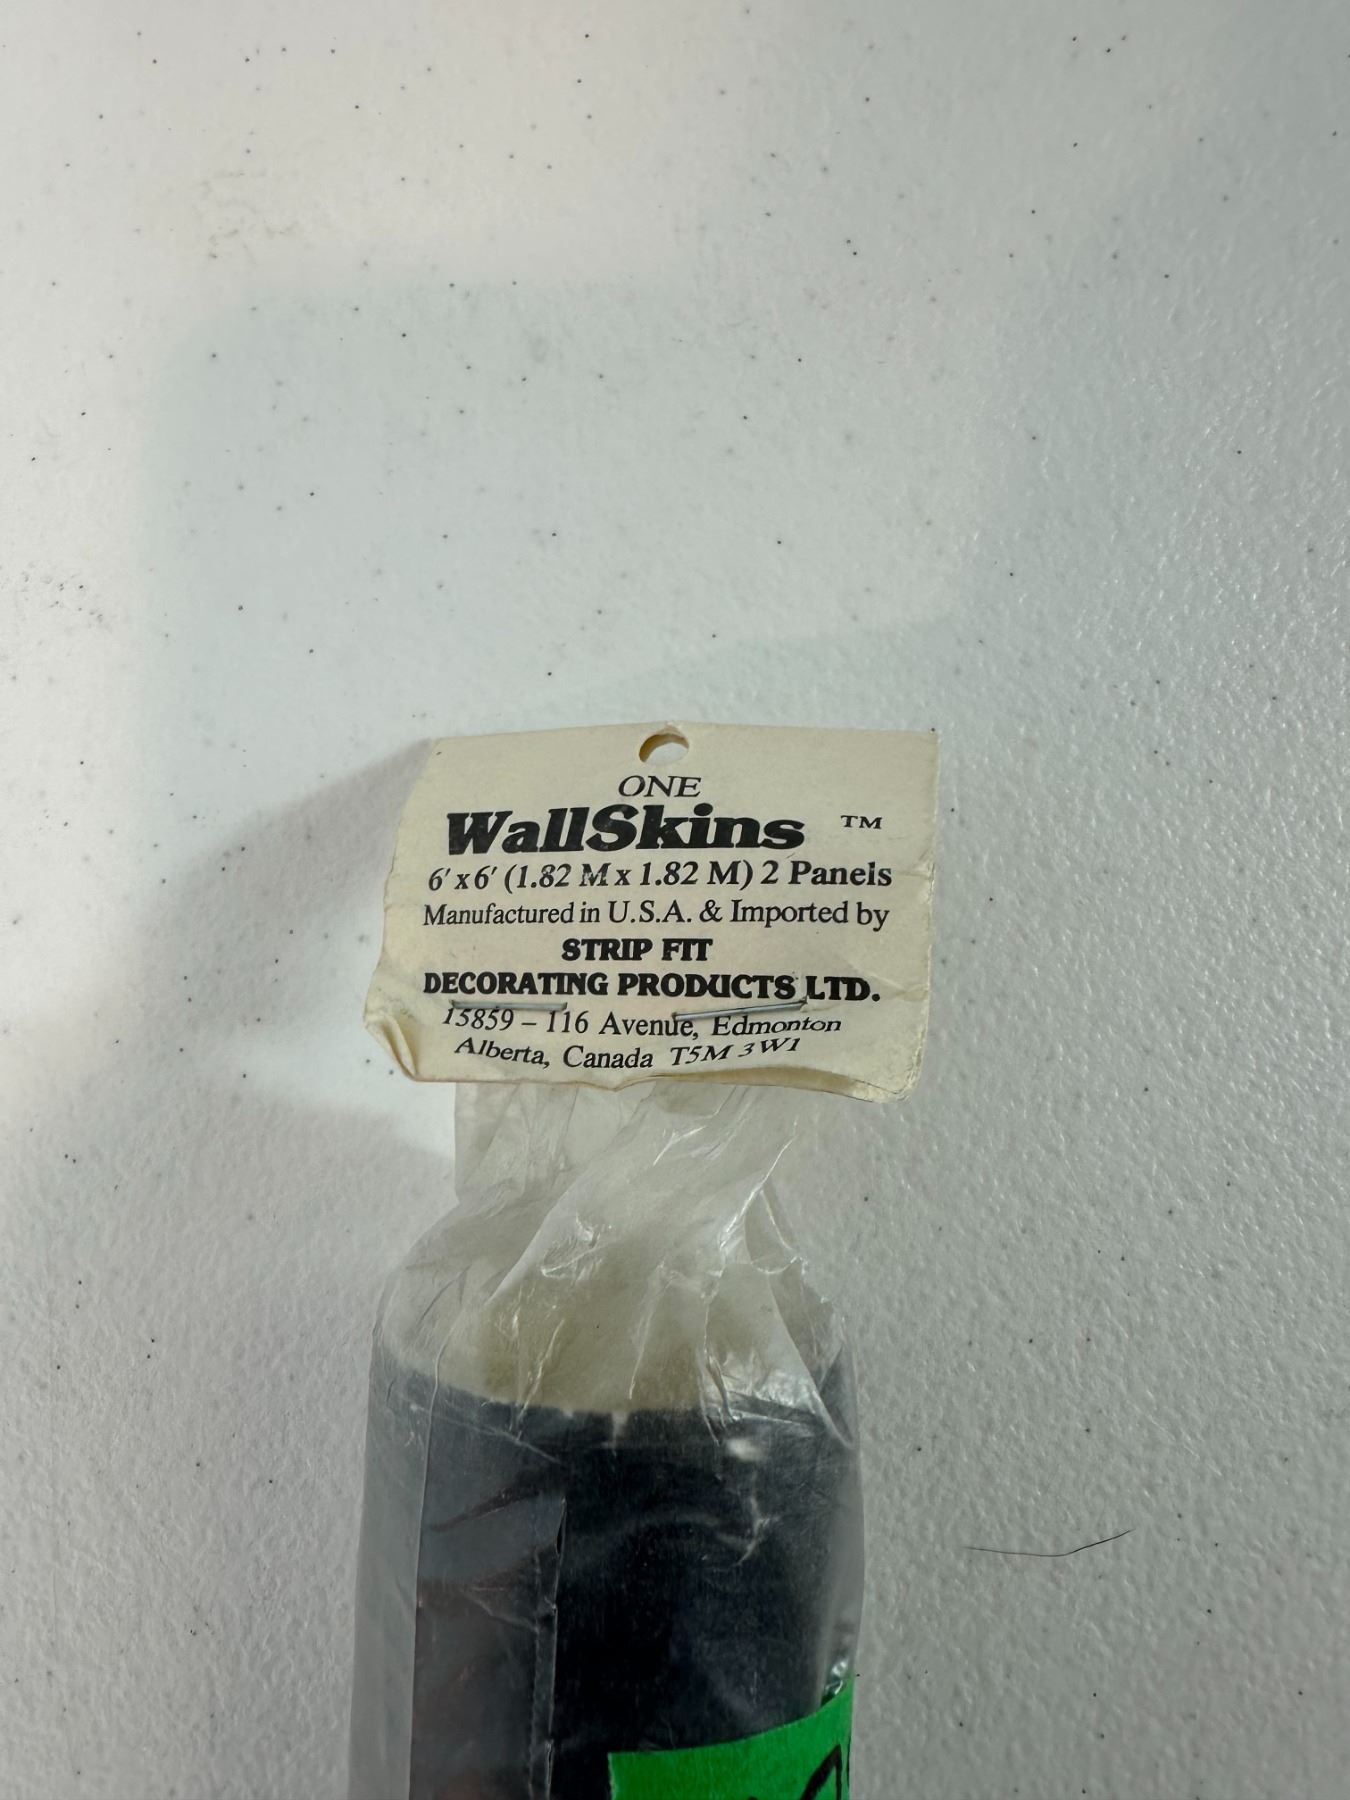 ONE
WallSkins ™
6' x 6' (1.82 M x 1.82 M) 2 Panels
Manufactured in U.S.A. & Imported by
STRIP FIT
DECORATING PRODUCTS LTD.
15859 – 116 Avenue, Edmonton
Alberta, Canada T5M 3W1